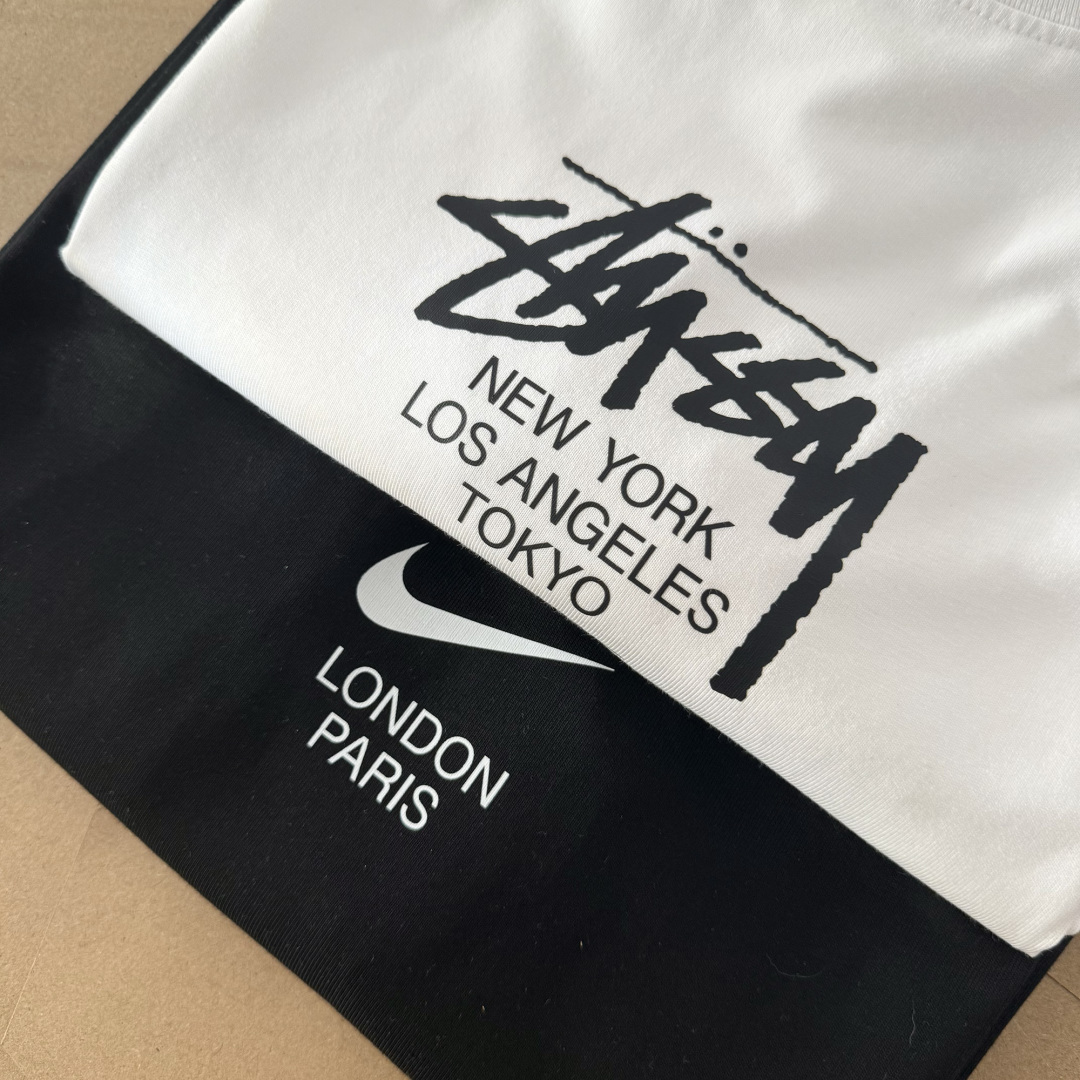 Stüssy
NEW YORK
LOS ANGELES
TOKYO
LONDON
PARIS